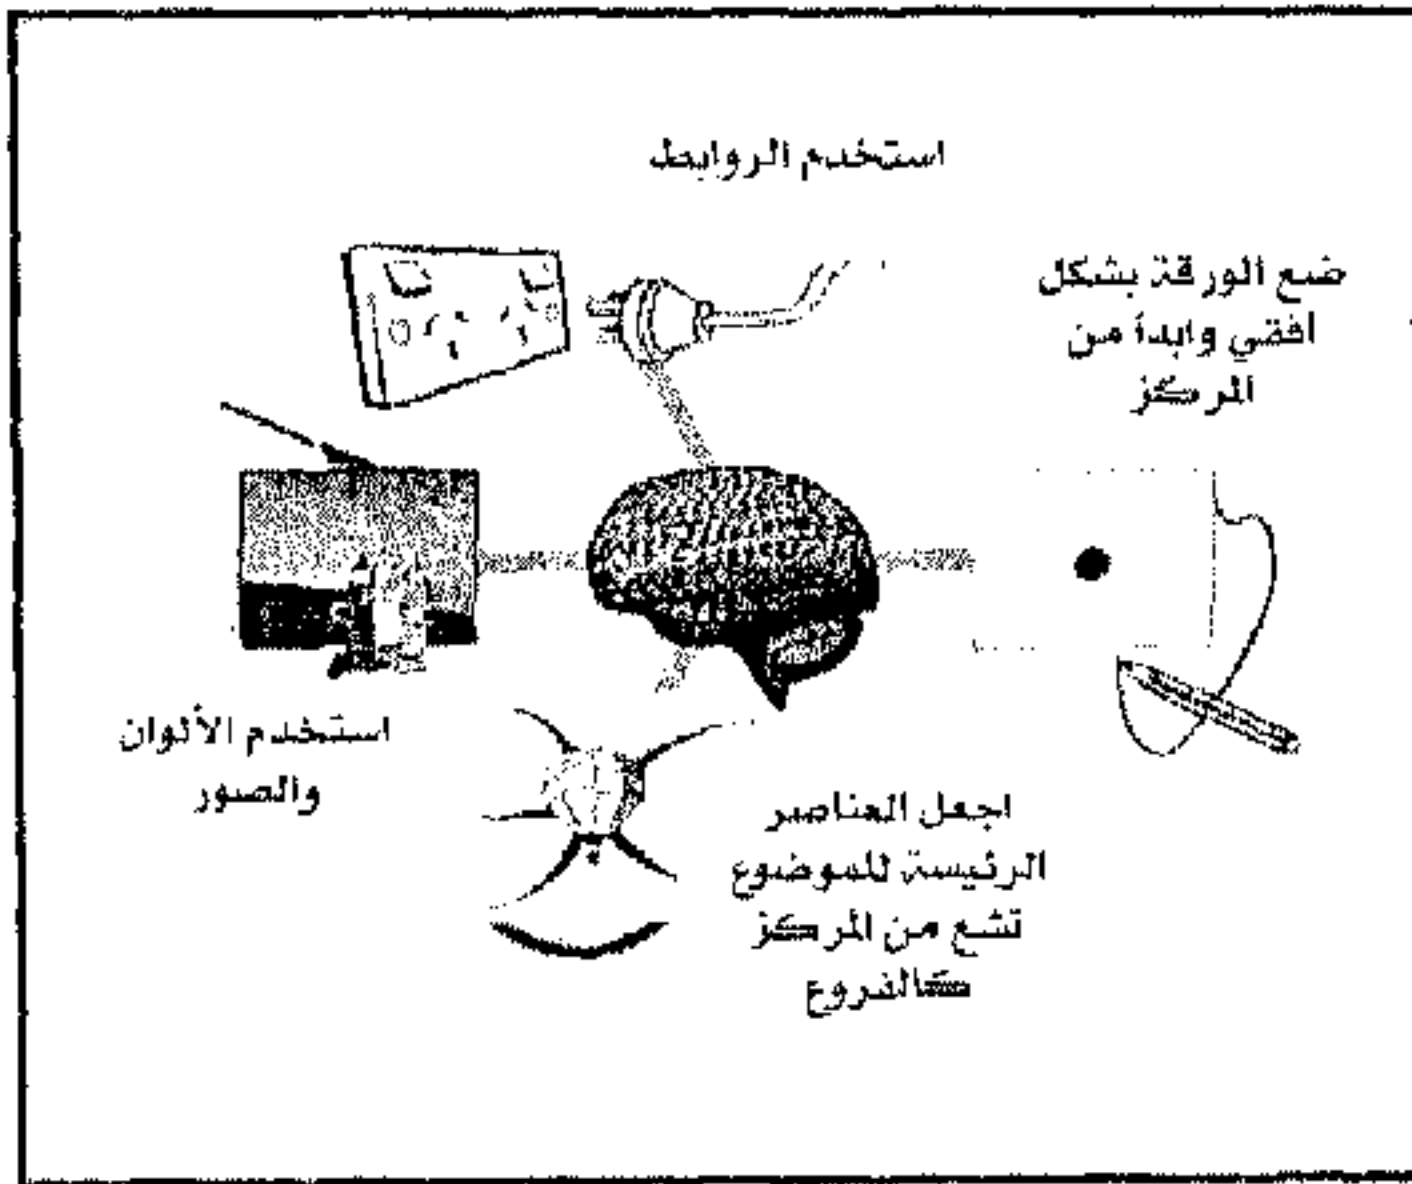 استخدم الروابط
ضع الورقة بشكل
افقي وابدأ من
المركز
استخدم الألوان
والصور
اجعل العناصر
الرئيسة للموضوع
تشع من المركز
كالفروع